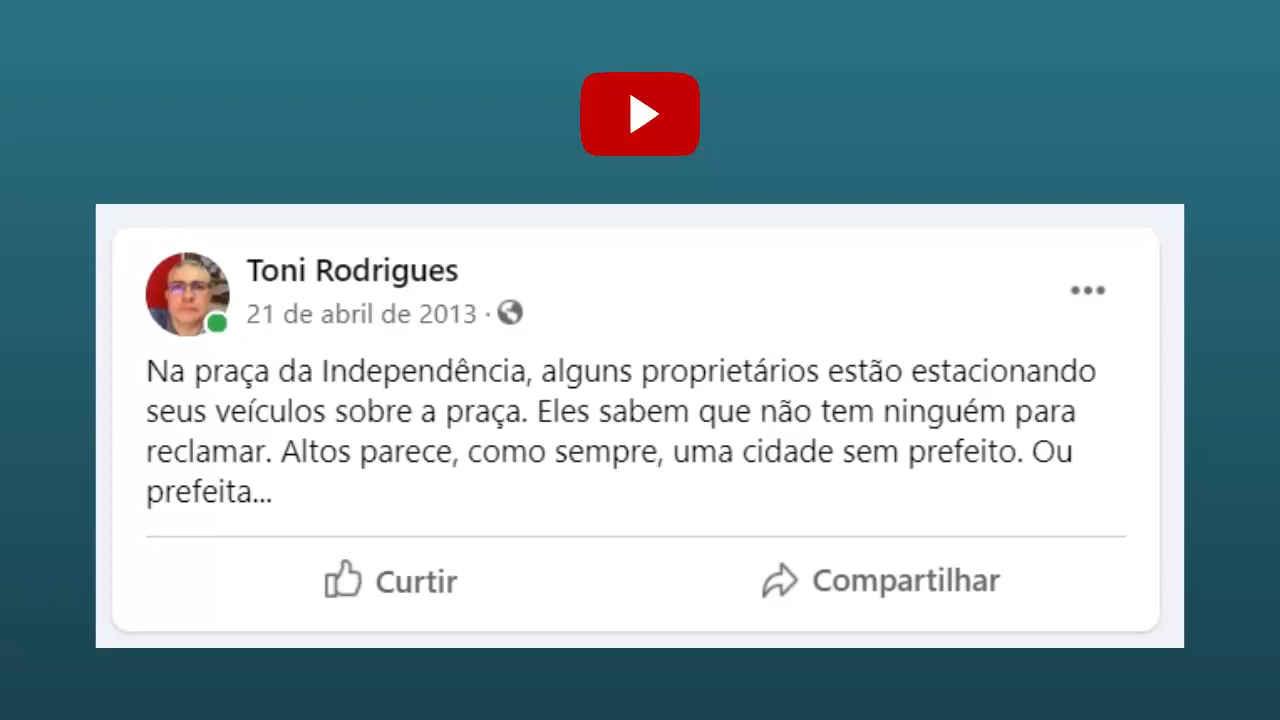 Toni Rodrigues
21 de abril de 2013 ·
Na praça da Independência, alguns proprietários estão estacionando
seus veículos sobre a praça. Eles sabem que não tem ninguém para
reclamar. Altos parece, como sempre, uma cidade sem prefeito. Ou
prefeita...
Curtir
Compartilhar